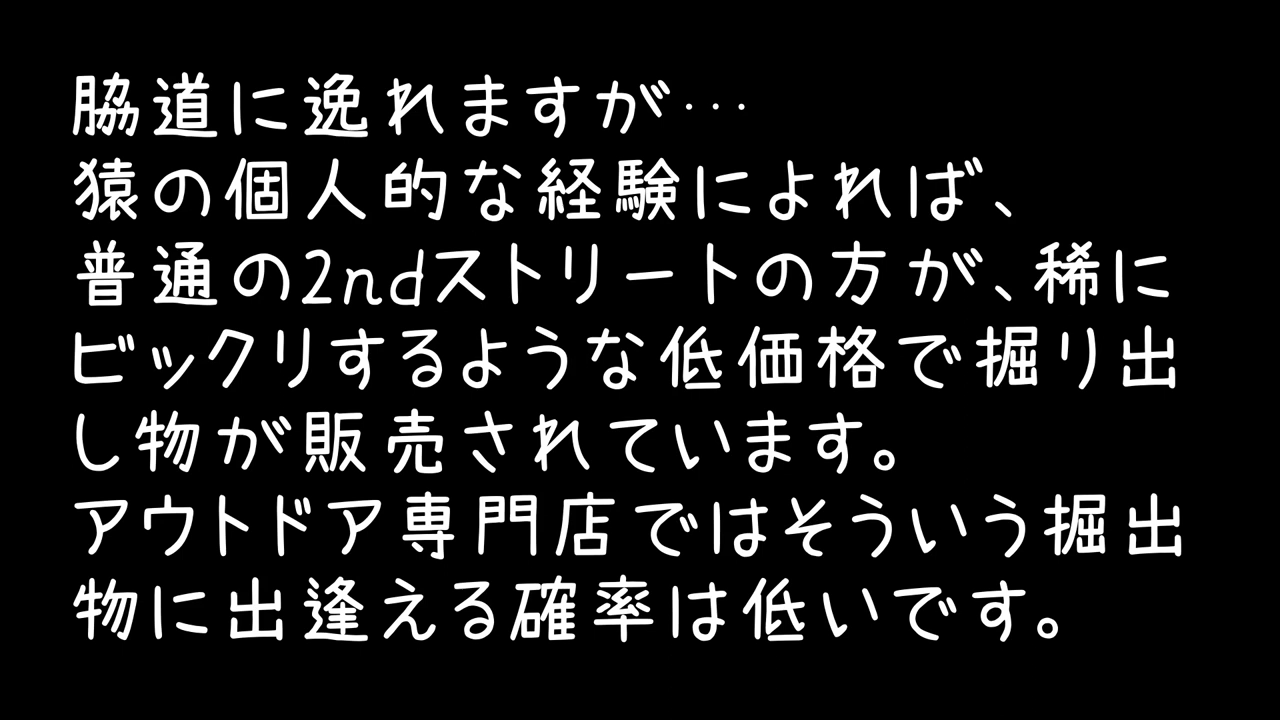 脇道に逸れますが…
猿の個人的な経験によれば、
普通の2ndストリートの方が、稀に
ビックリするような低価格で掘り出
し物が販売されています。
アウトドア専門店ではそういう掘出
物に出逢える確率は低いです。